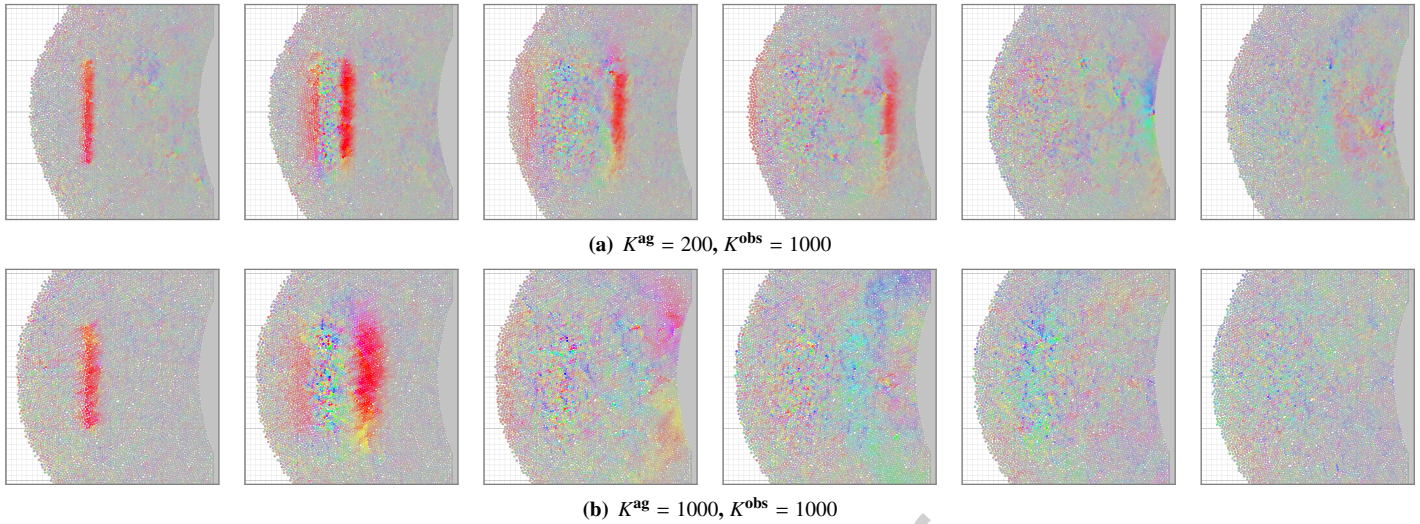 (a) K^ag = 200, K^obs = 1000
(b) K^ag = 1000, K^obs = 1000